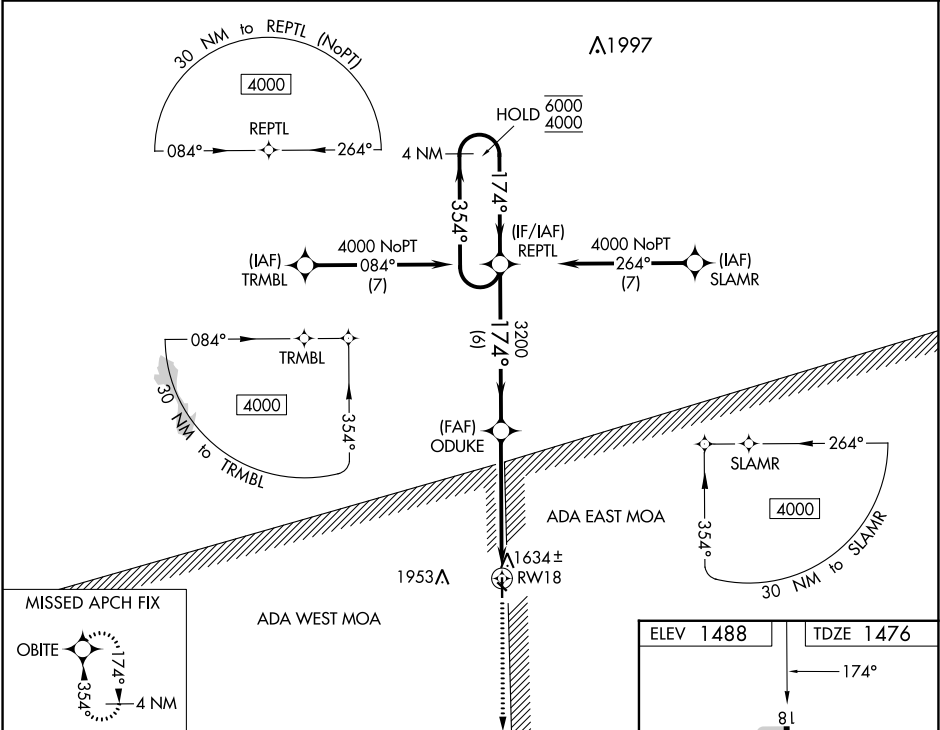 30 NM to REPTL (NoPT)
4000
REPTL
084°
264°
1997
HOLD
6000
4000
4 NM
174°
354°
(IF/IAF)
REPTL
(IAF)
TRMBL
4000 NoPT
084°
(7)
4000 NoPT
264°
(7)
(IAF)
SLAMR
3200
174°
(6)
084°
TRMBL
4000
354°
30 NM to TRMBL
(FAF)
ODUKE
264°
SLAMR
4000
354°
30 NM to SLAMR
ADA EAST MOA
1634±
RW18
1953
ADA WEST MOA
MISSED APCH FIX
OBITE
174°
354°
4 NM
ELEV 1488
TDZE 1476
174°
18